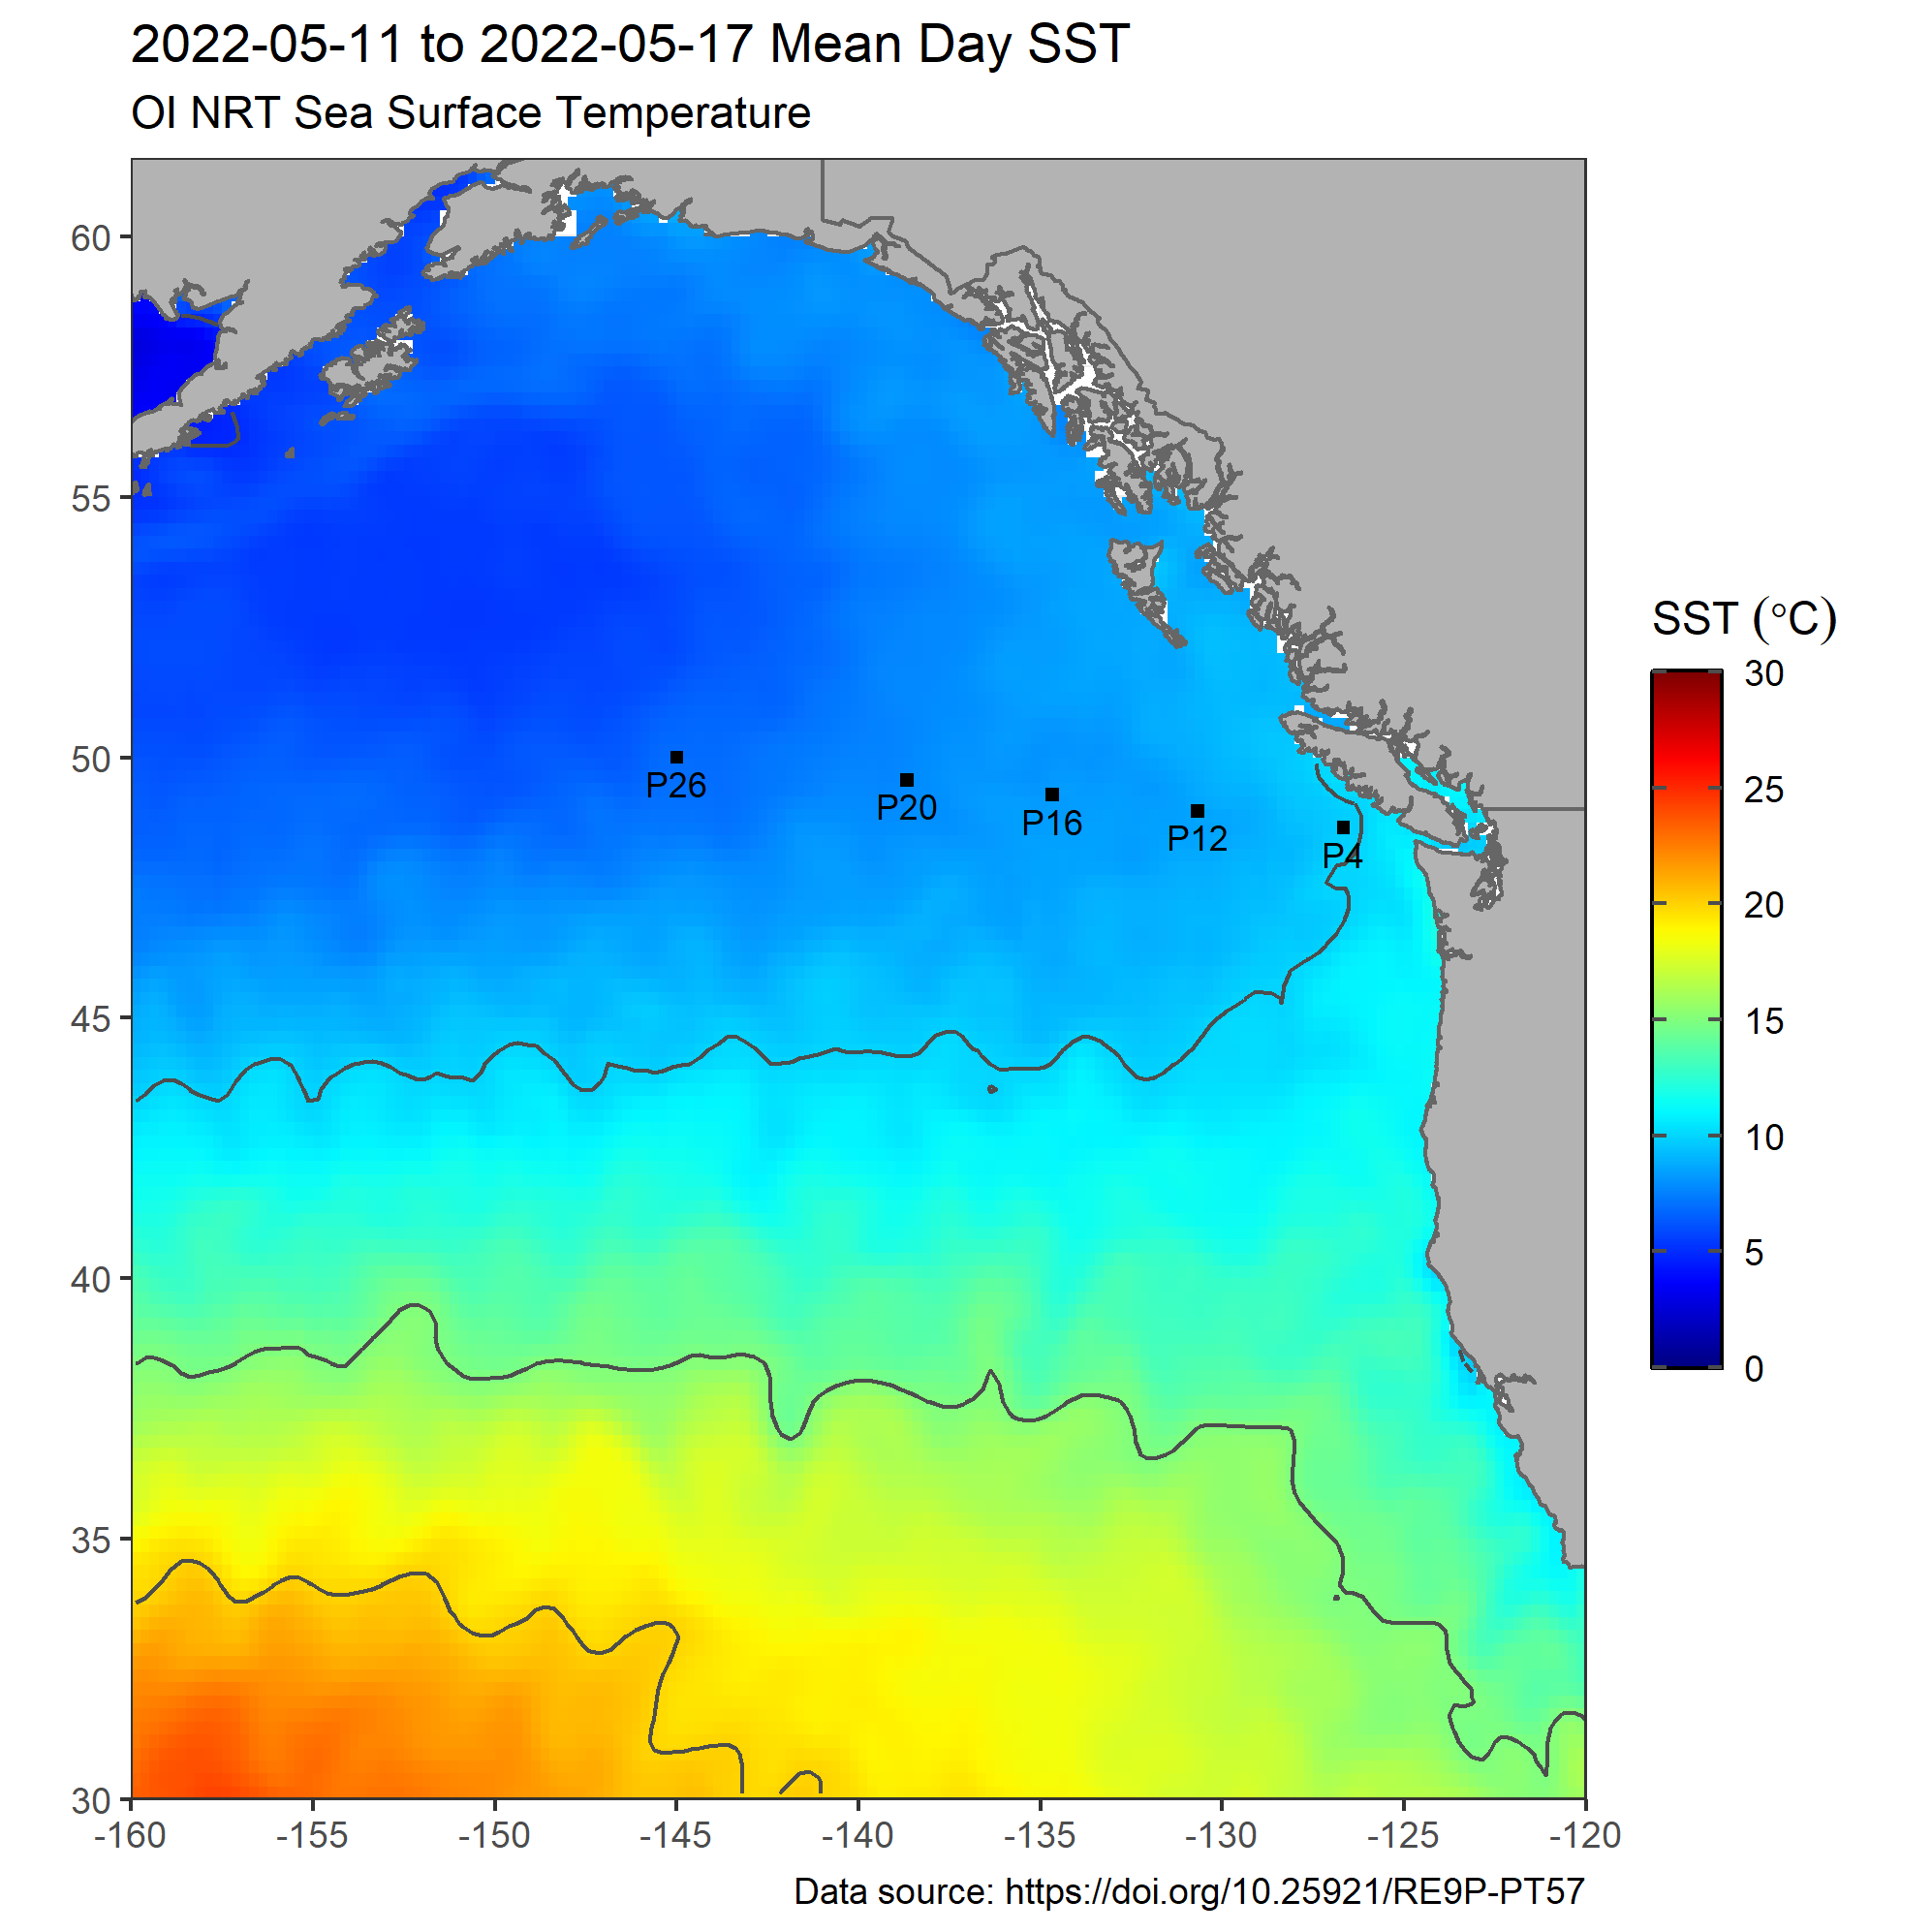 2022-05-11 to 2022-05-17 Mean Day SST
OI NRT Sea Surface Temperature
60
55
50
45
40
35
30
-160
-155
-150
-145
-140
-135
-130
-125
-120
P26
P20
P16
P12
P4
SST (°C)
30
25
20
15
10
5
0
Data source: https://doi.org/10.25921/RE9P-PT57